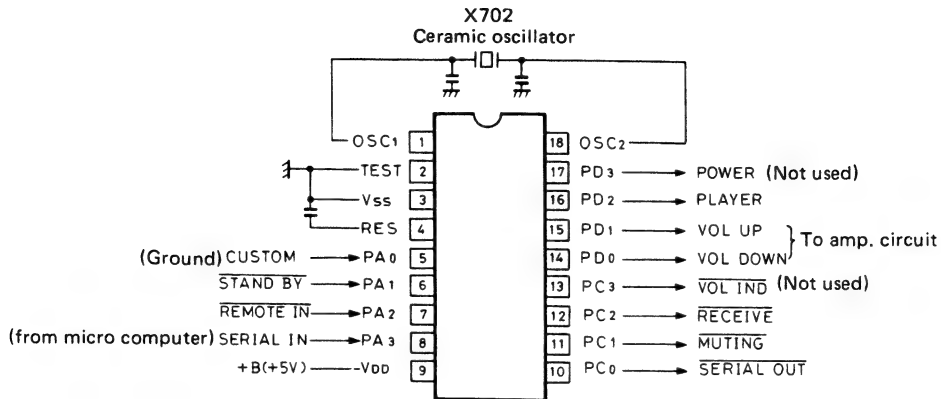 X702
Ceramic oscillator
OSC1 1 18 OSC2
TEST 2 17 PD3 POWER (Not used)
VSS 3 16 PD2 PLAYER
RES 4 15 PD1 VOL UP
To amp. circuit
(Ground) CUSTOM PA0 5 14 PD0 VOL DOWN
STAND BY PA1 6 13 PC3 VOL IND (Not used)
REMOTE IN PA2 7 12 PC2 RECEIVE
(from micro computer) SERIAL IN PA3 8 11 PC1 MUTING
+B(+5V) -VDD 9 10 PC0 SERIAL OUT